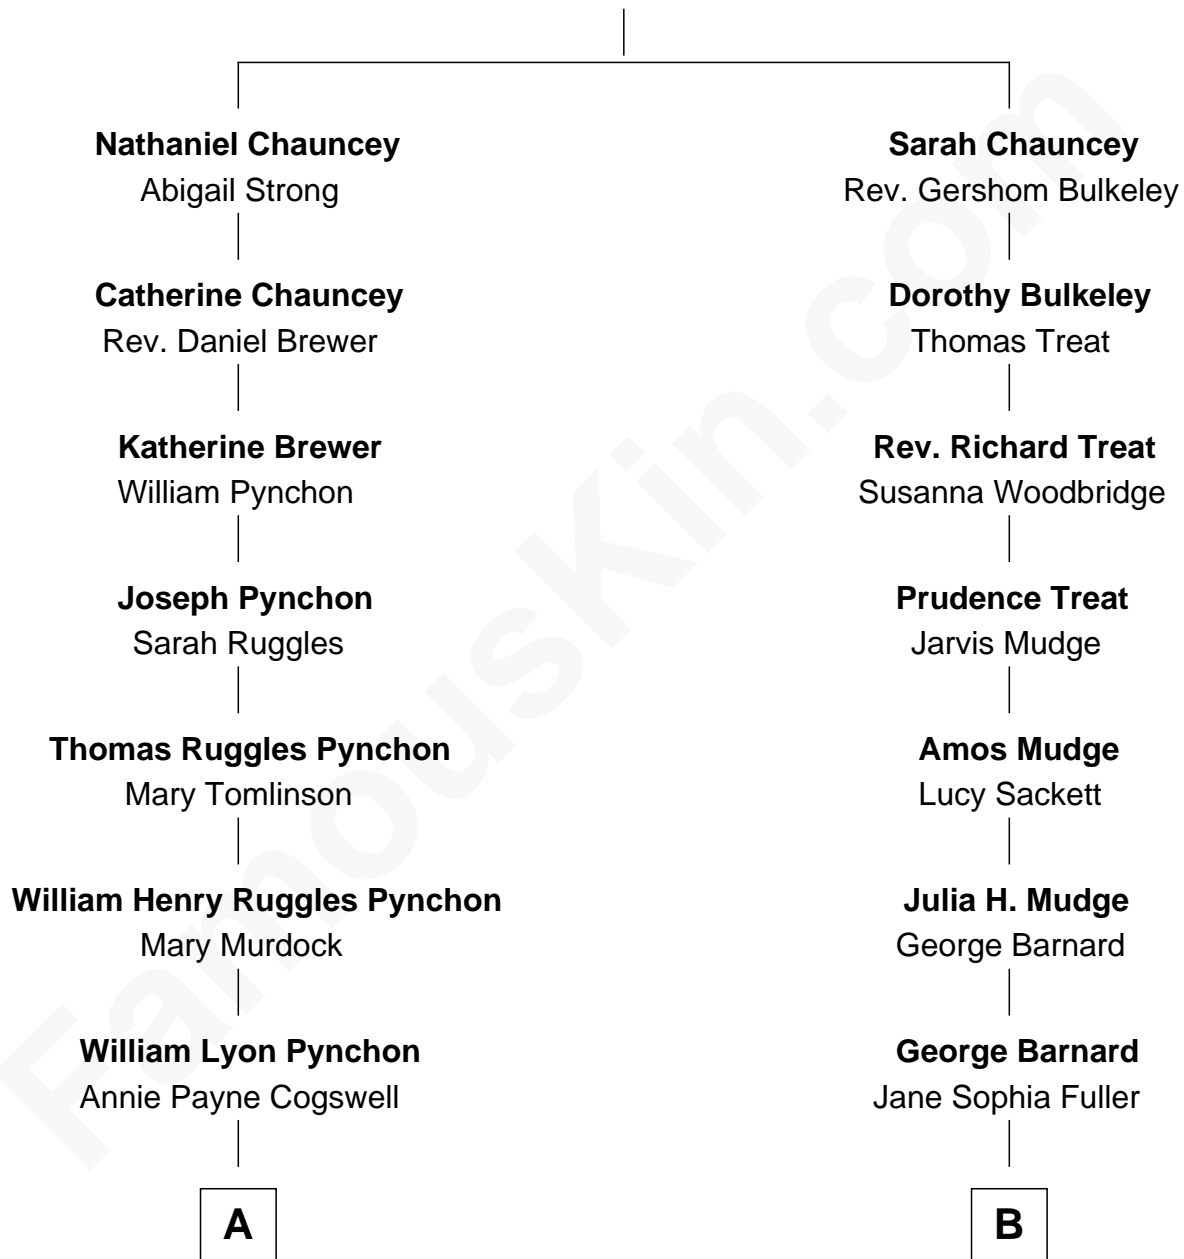 Nathaniel Chauncey
Abigail Strong
Catherine Chauncey
Rev. Daniel Brewer
Katherine Brewer
William Pynchon
Joseph Pynchon
Sarah Ruggles
Thomas Ruggles Pynchon
Mary Tomlinson
William Henry Ruggles Pynchon
Mary Murdock
William Lyon Pynchon
Annie Payne Cogswell
A
Sarah Chauncey
Rev. Gershom Bulkeley
Dorothy Bulkeley
Thomas Treat
Rev. Richard Treat
Susanna Woodbridge
Prudence Treat
Jarvis Mudge
Amos Mudge
Lucy Sackett
Julia H. Mudge
George Barnard
George Barnard
Jane Sophia Fuller
B
FamousKin.com